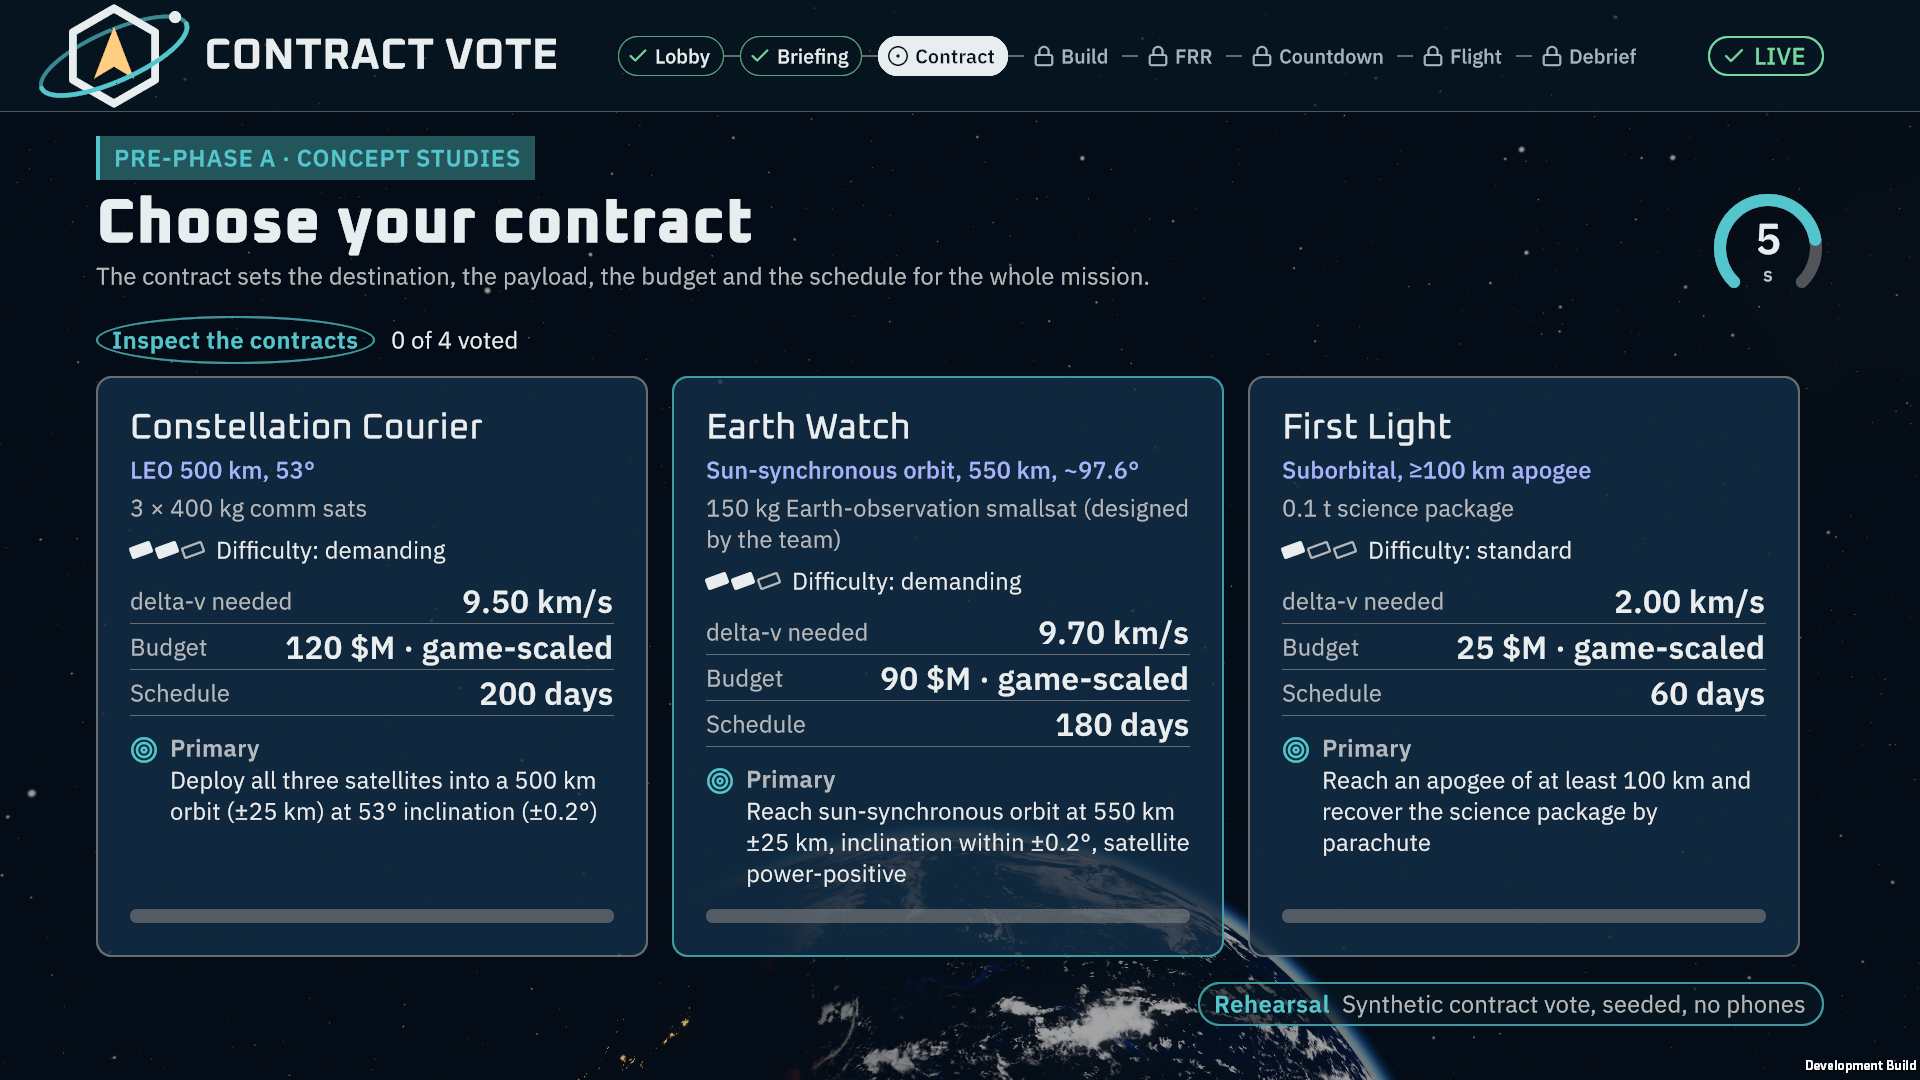 CONTRACT VOTE
Lobby
Briefing
Contract
Build
FRR
Countdown
Flight
Debrief
LIVE
PRE-PHASE A · CONCEPT STUDIES
Choose your contract
The contract sets the destination, the payload, the budget and the schedule for the whole mission.
5
s
Inspect the contracts
0 of 4 voted
Constellation Courier
LEO 500 km, 53°
3 × 400 kg comm sats
Difficulty: demanding
delta-v needed 9.50 km/s
Budget 120 $M · game-scaled
Schedule 200 days
Primary
Deploy all three satellites into a 500 km
orbit (±25 km) at 53° inclination (±0.2°)
Earth Watch
Sun-synchronous orbit, 550 km, ~97.6°
150 kg Earth-observation smallsat (designed
by the team)
Difficulty: demanding
delta-v needed 9.70 km/s
Budget 90 $M · game-scaled
Schedule 180 days
Primary
Reach sun-synchronous orbit at 550 km
±25 km, inclination within ±0.2°, satellite
power-positive
First Light
Suborbital, ≥100 km apogee
0.1 t science package
Difficulty: standard
delta-v needed 2.00 km/s
Budget 25 $M · game-scaled
Schedule 60 days
Primary
Reach an apogee of at least 100 km and
recover the science package by
parachute
Rehearsal Synthetic contract vote, seeded, no phones
Development Build